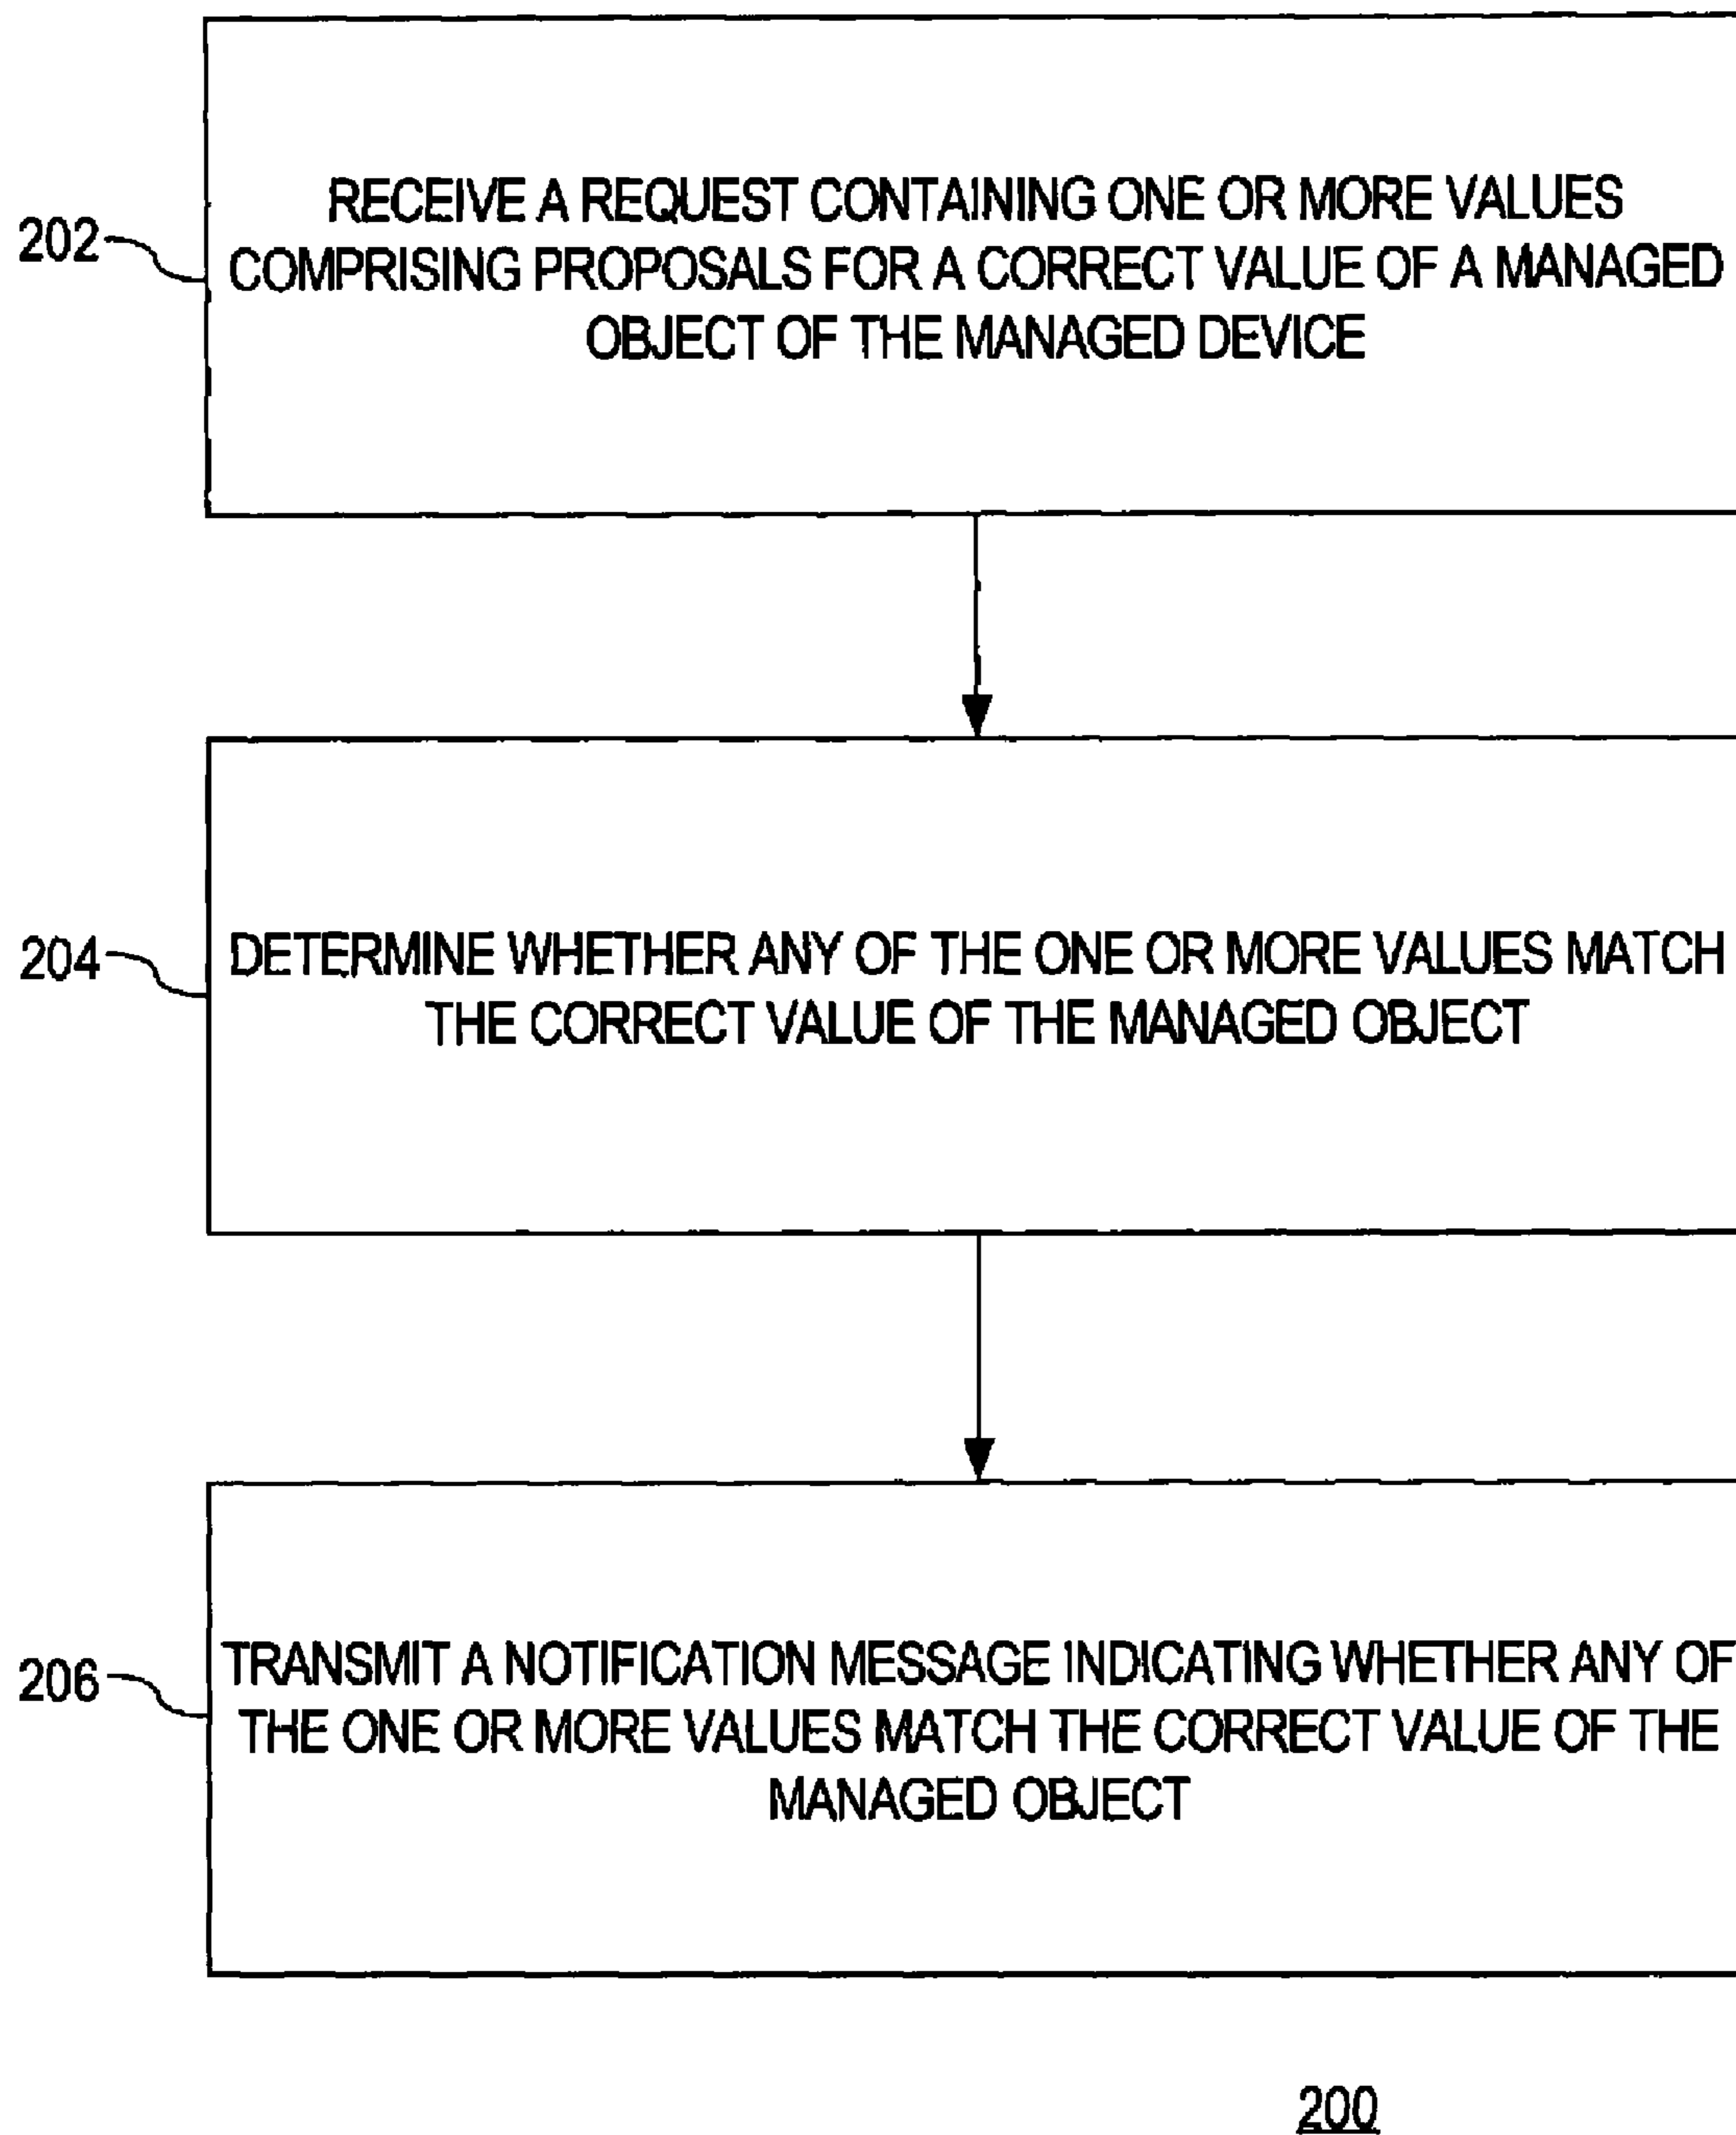 RECEIVE A REQUEST CONTAINING ONE OR MORE VALUES
202
COMPRISING PROPOSALS FOR A CORRECT VALUE OF A MANAGED
OBJECT OF THE MANAGED DEVICE
204
DETERMINE WHETHER ANY OF THE ONE OR MORE VALUES MATCH
THE CORRECT VALUE OF THE MANAGED OBJECT
206
TRANSMIT A NOTIFICATION MESSAGE INDICATING WHETHER ANY OF
THE ONE OR MORE VALUES MATCH THE CORRECT VALUE OF THE
MANAGED OBJECT
200